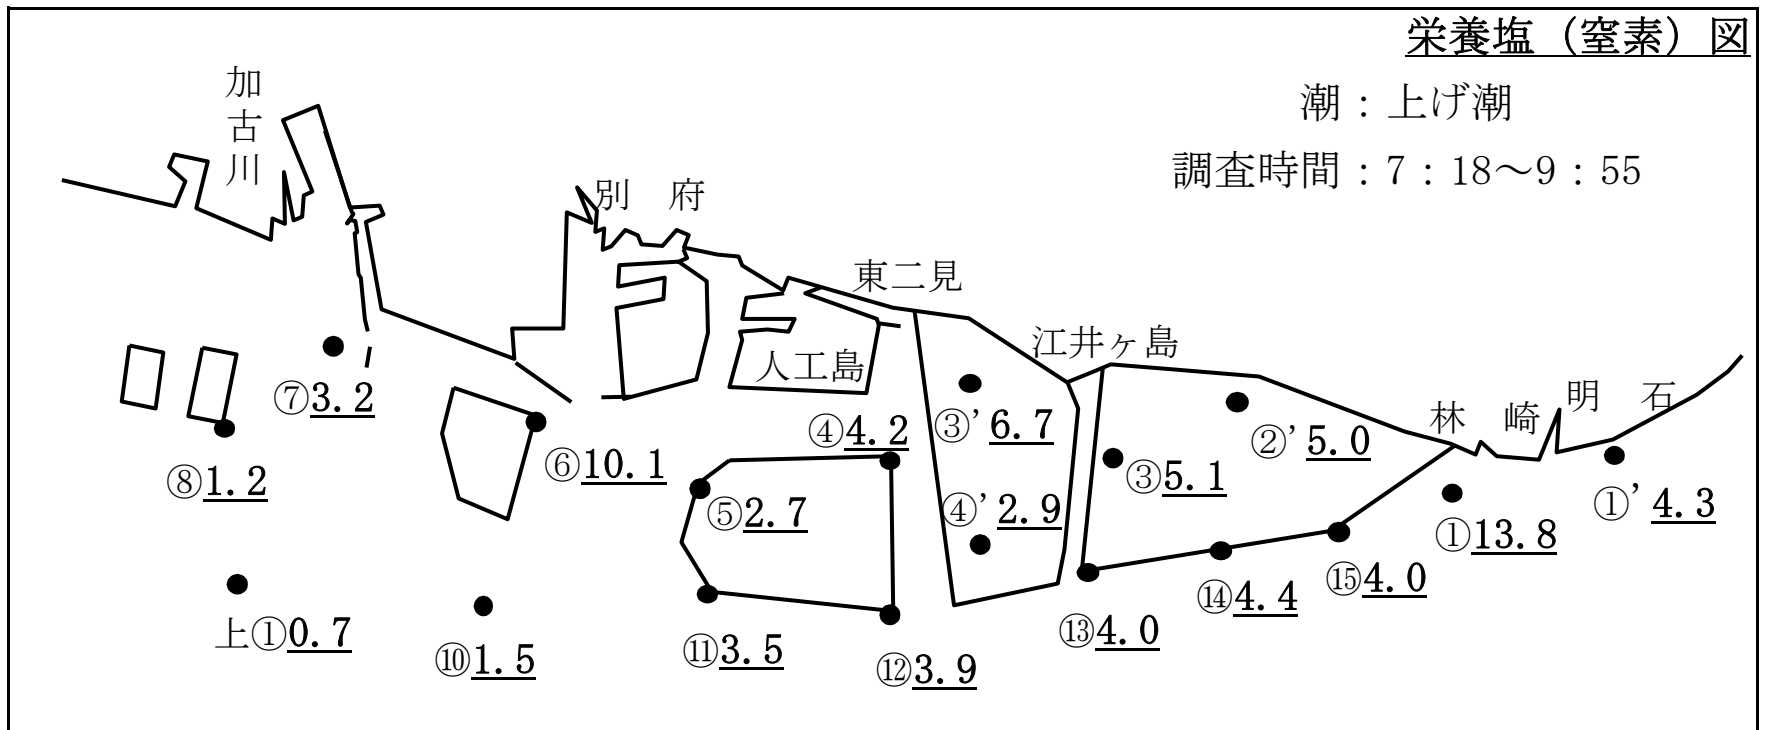 栄養塩（窒素）図
潮：上げ潮
調査時間：7：18～9：55
加古川
別　府
東二見
江井ヶ島
人工島
林　崎
明　石
⑦3.2
⑧1.2
⑥10.1
④4.2
③’6.7
②’5.0
③5.1
⑤2.7
④’2.9
①13.8
①’4.3
上①0.7
⑩1.5
⑪3.5
⑫3.9
⑬4.0
⑭4.4
⑮4.0